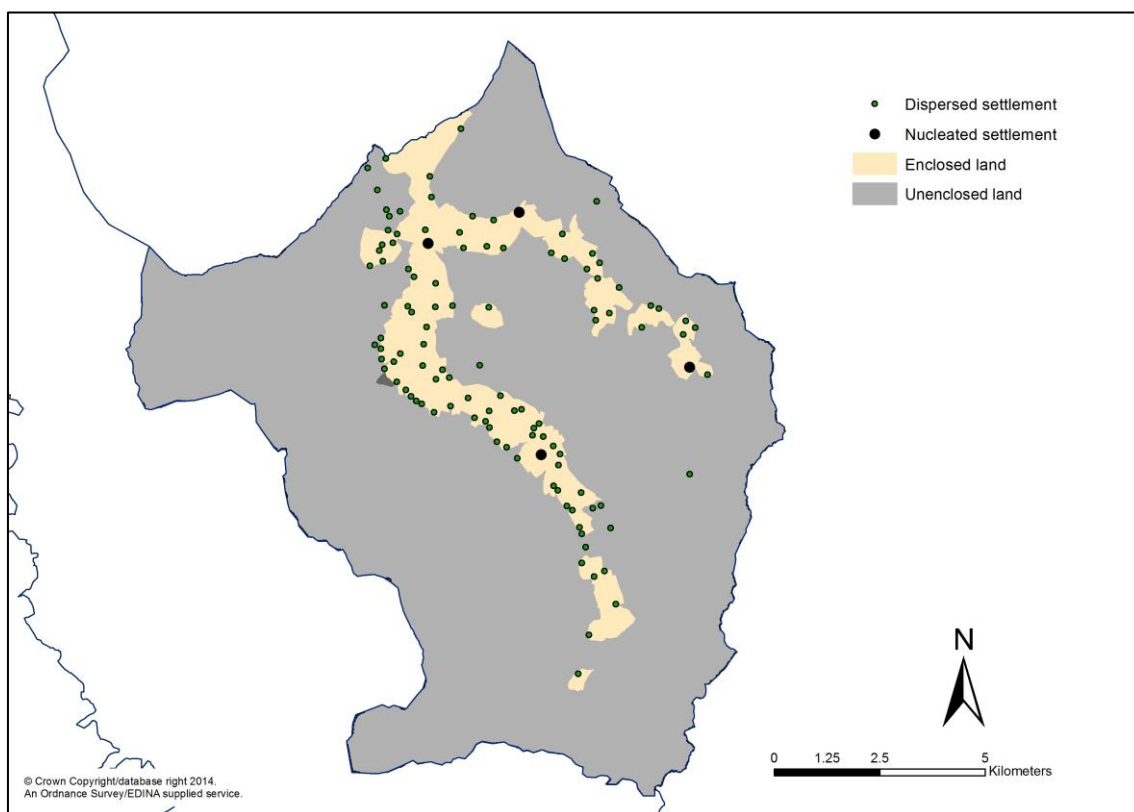 Dispersed settlement
Nucleated settlement
Enclosed land
Unenclosed land
N
0 1.25 2.5 5
Kilometers
© Crown Copyright/database right 2014.
An Ordnance Survey/EDINA supplied service.